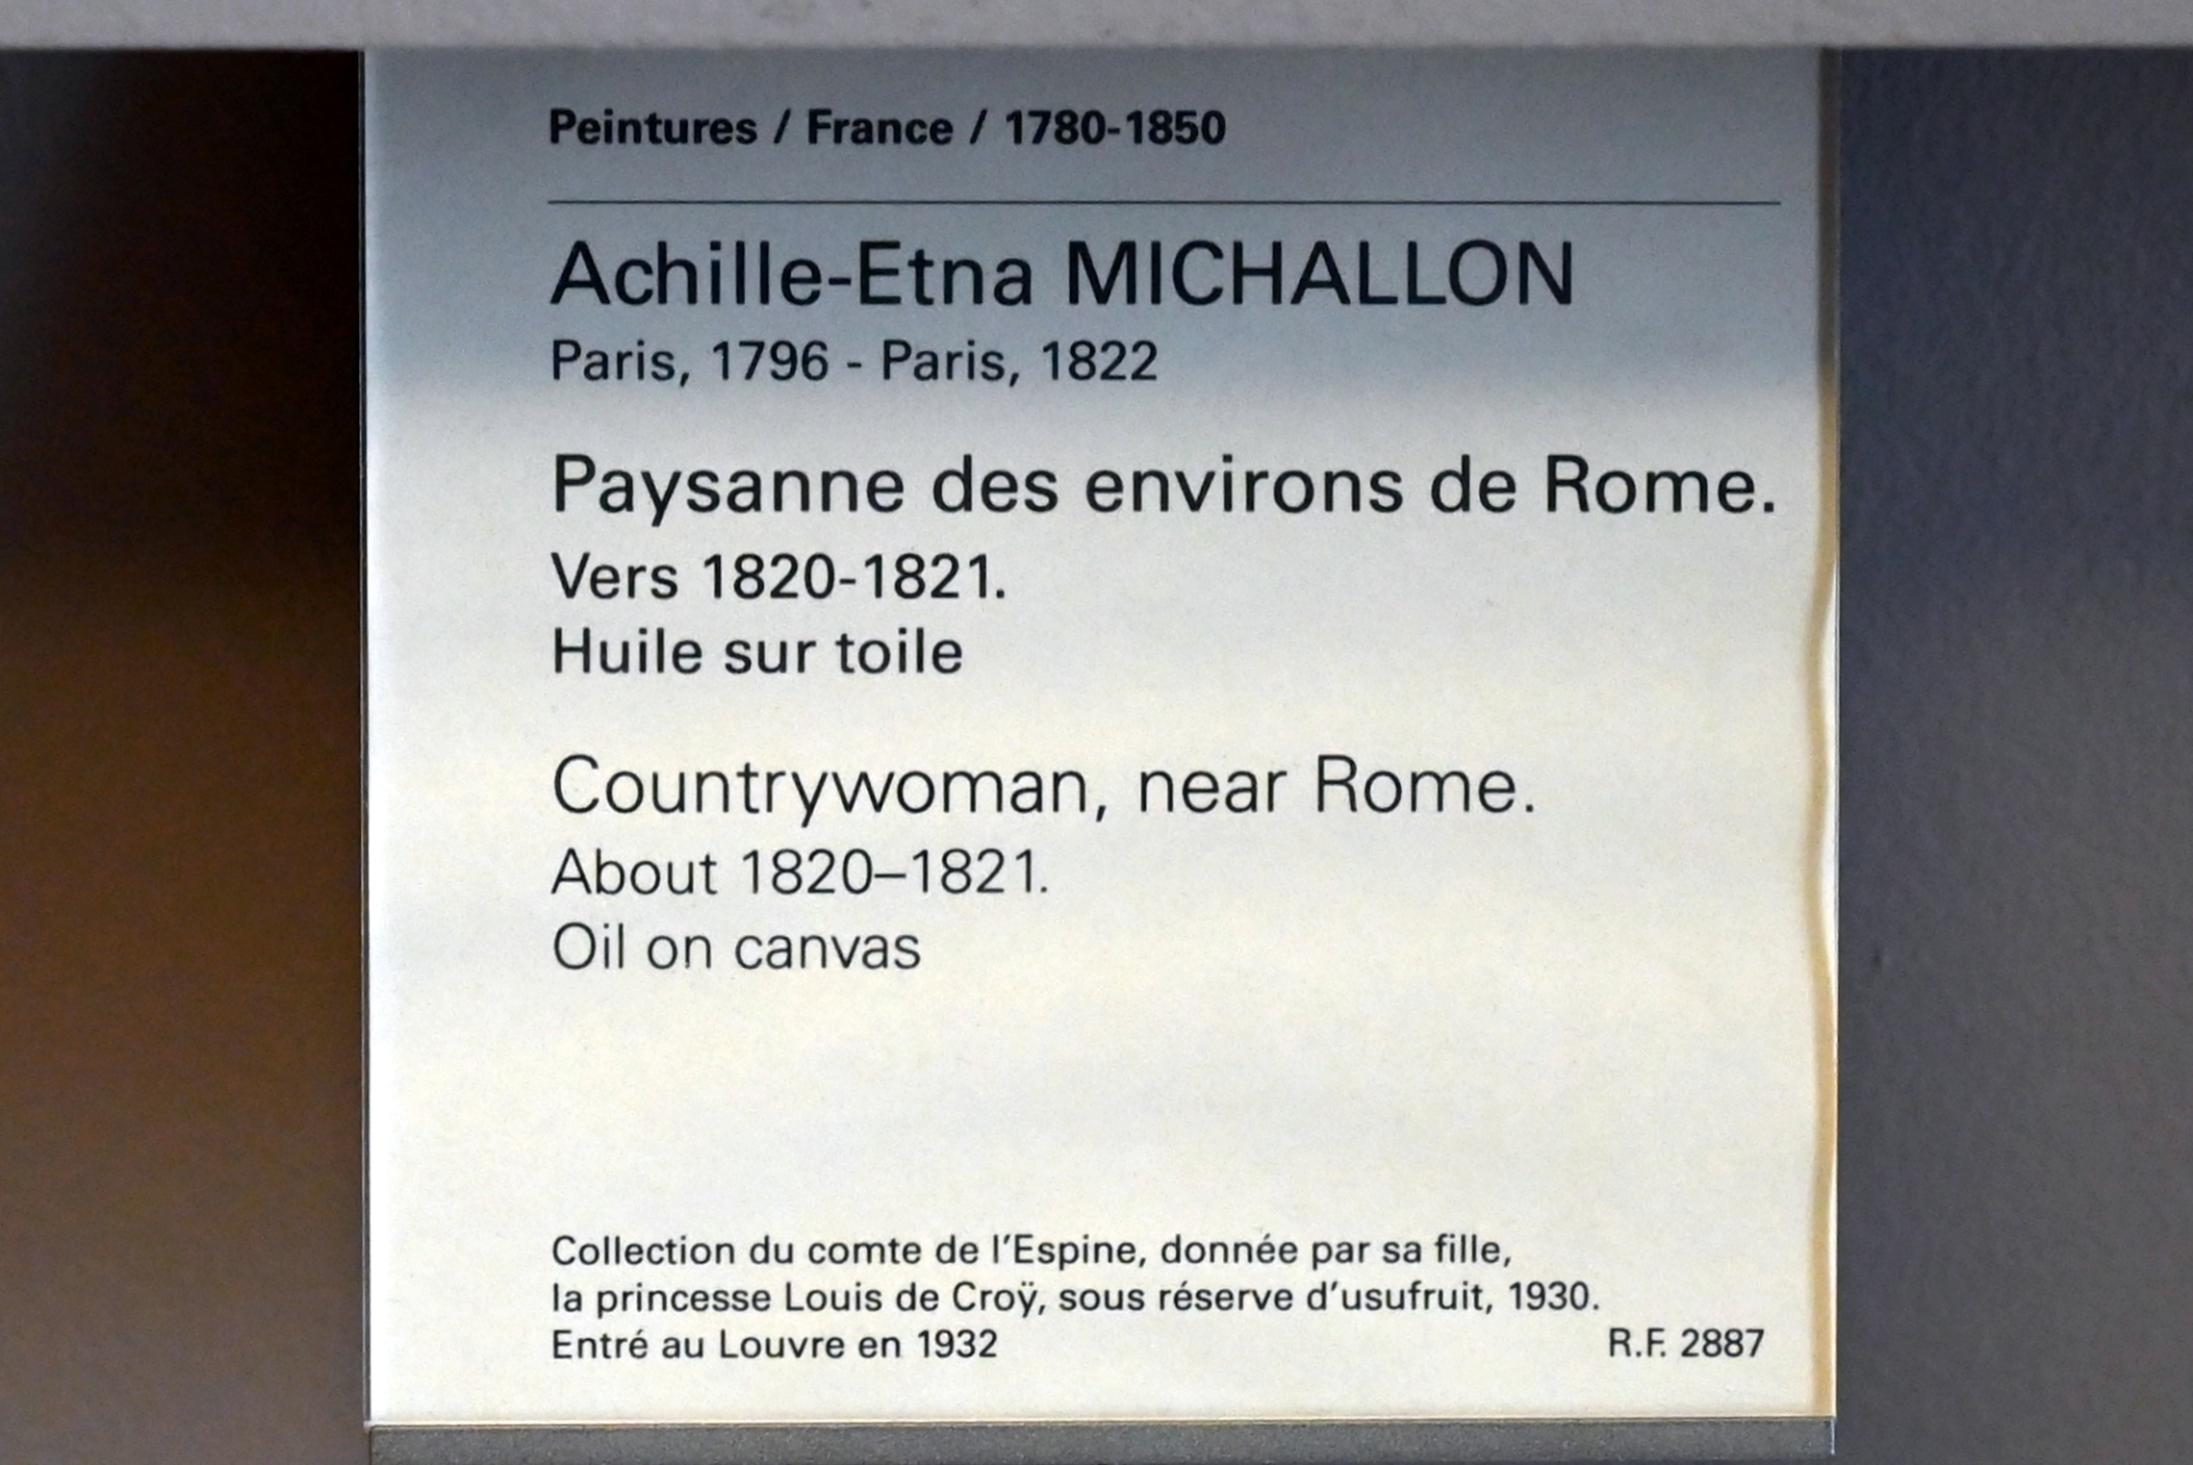 Peintures / France / 1780-1850
Achille-Etna MICHALLON
Paris, 1796 - Paris, 1822
Paysanne des environs de Rome.
Vers 1820-1821.
Huile sur toile
Countrywoman, near Rome.
About 1820–1821.
Oil on canvas
Collection du comte de l'Espine, donnée par sa fille,
la princesse Louis de Croÿ, sous réserve d'usufruit, 1930.
Entré au Louvre en 1932 R.F. 2887